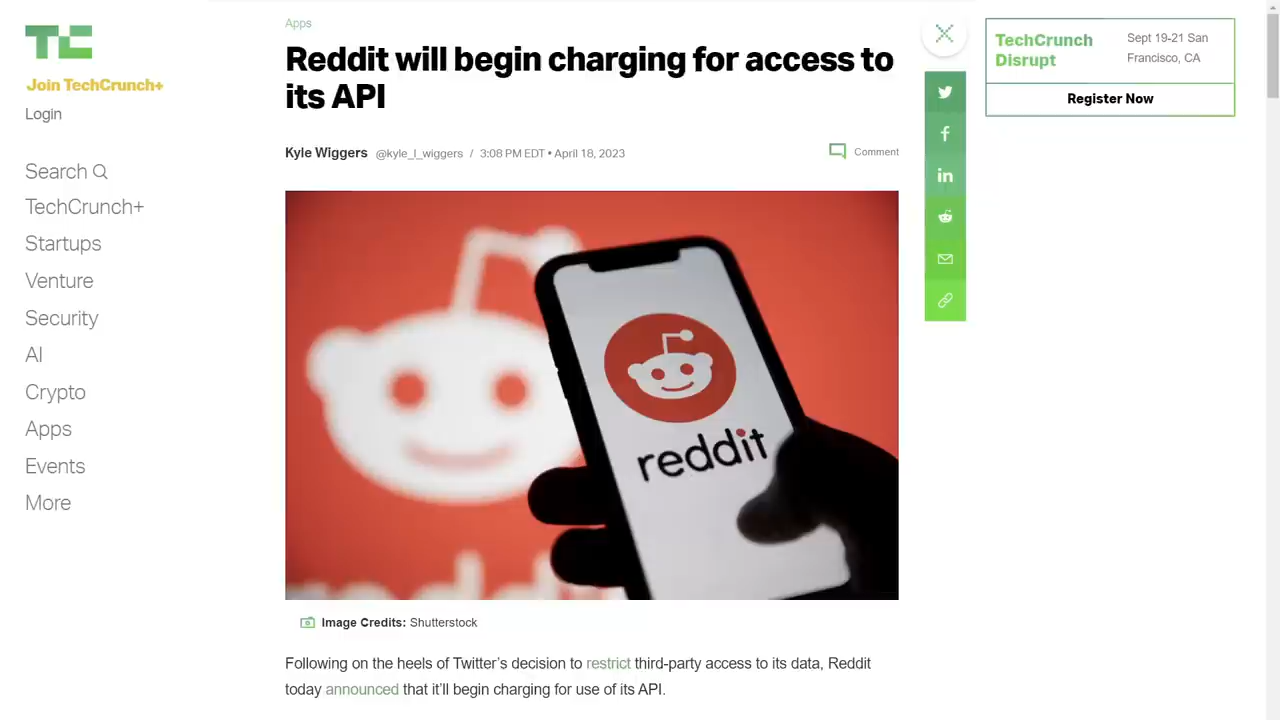 TC
Join TechCrunch+
Login
Search
TechCrunch+
Startups
Venture
Security
AI
Crypto
Apps
Events
More
Apps
Reddit will begin charging for access to
its API
Kyle Wiggers @kyle_l_wiggers / 3:08 PM EDT • April 18, 2023
Comment
reddit
reddit
Image Credits: Shutterstock
Following on the heels of Twitter’s decision to restrict third-party access to its data, Reddit
today announced that it’ll begin charging for use of its API.
f
in
TechCrunch
Disrupt
Sept 19-21 San
Francisco, CA
Register Now